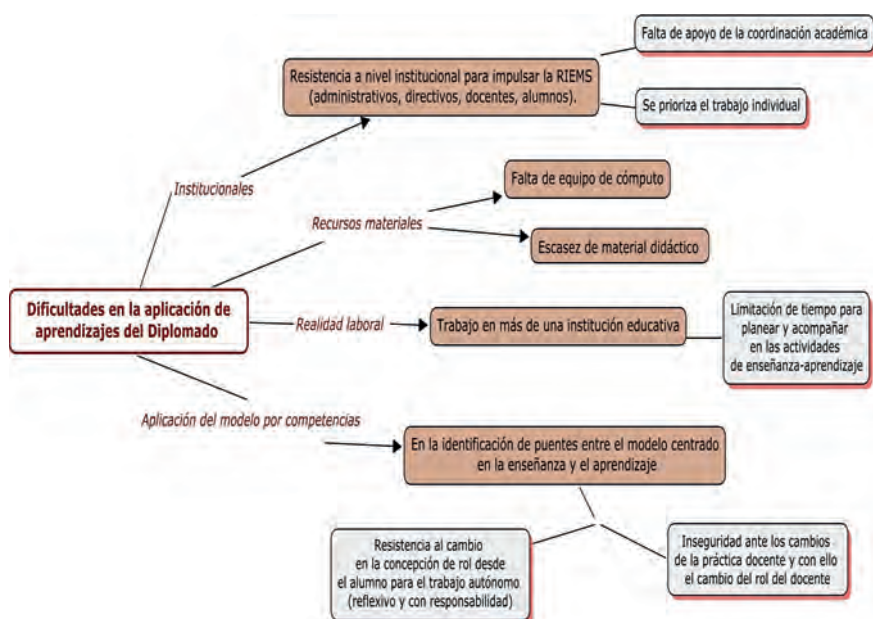 Falta de apoyo de la coordinación académica
Resistencia a nivel institucional para impulsar la RIEMS
(administrativos, directivos, docentes, alumnos).
Se prioriza el trabajo individual
Institucionales
Falta de equipo de cómputo
Recursos materiales
Escasez de material didáctico
Dificultades en la aplicación de
aprendizajes del Diplomado
Realidad laboral
Trabajo en más de una institución educativa
Limitación de tiempo para
planear y acompañar
en las actividades
de enseñanza-aprendizaje
Aplicación del modelo por competencias
En la identificación de puentes entre el modelo centrado
en la enseñanza y el aprendizaje
Resistencia al cambio
en la concepción de rol desde
el alumno para el trabajo autónomo
(reflexivo y con responsabilidad)
Inseguridad ante los cambios
de la práctica docente y con ello
el cambio del rol del docente